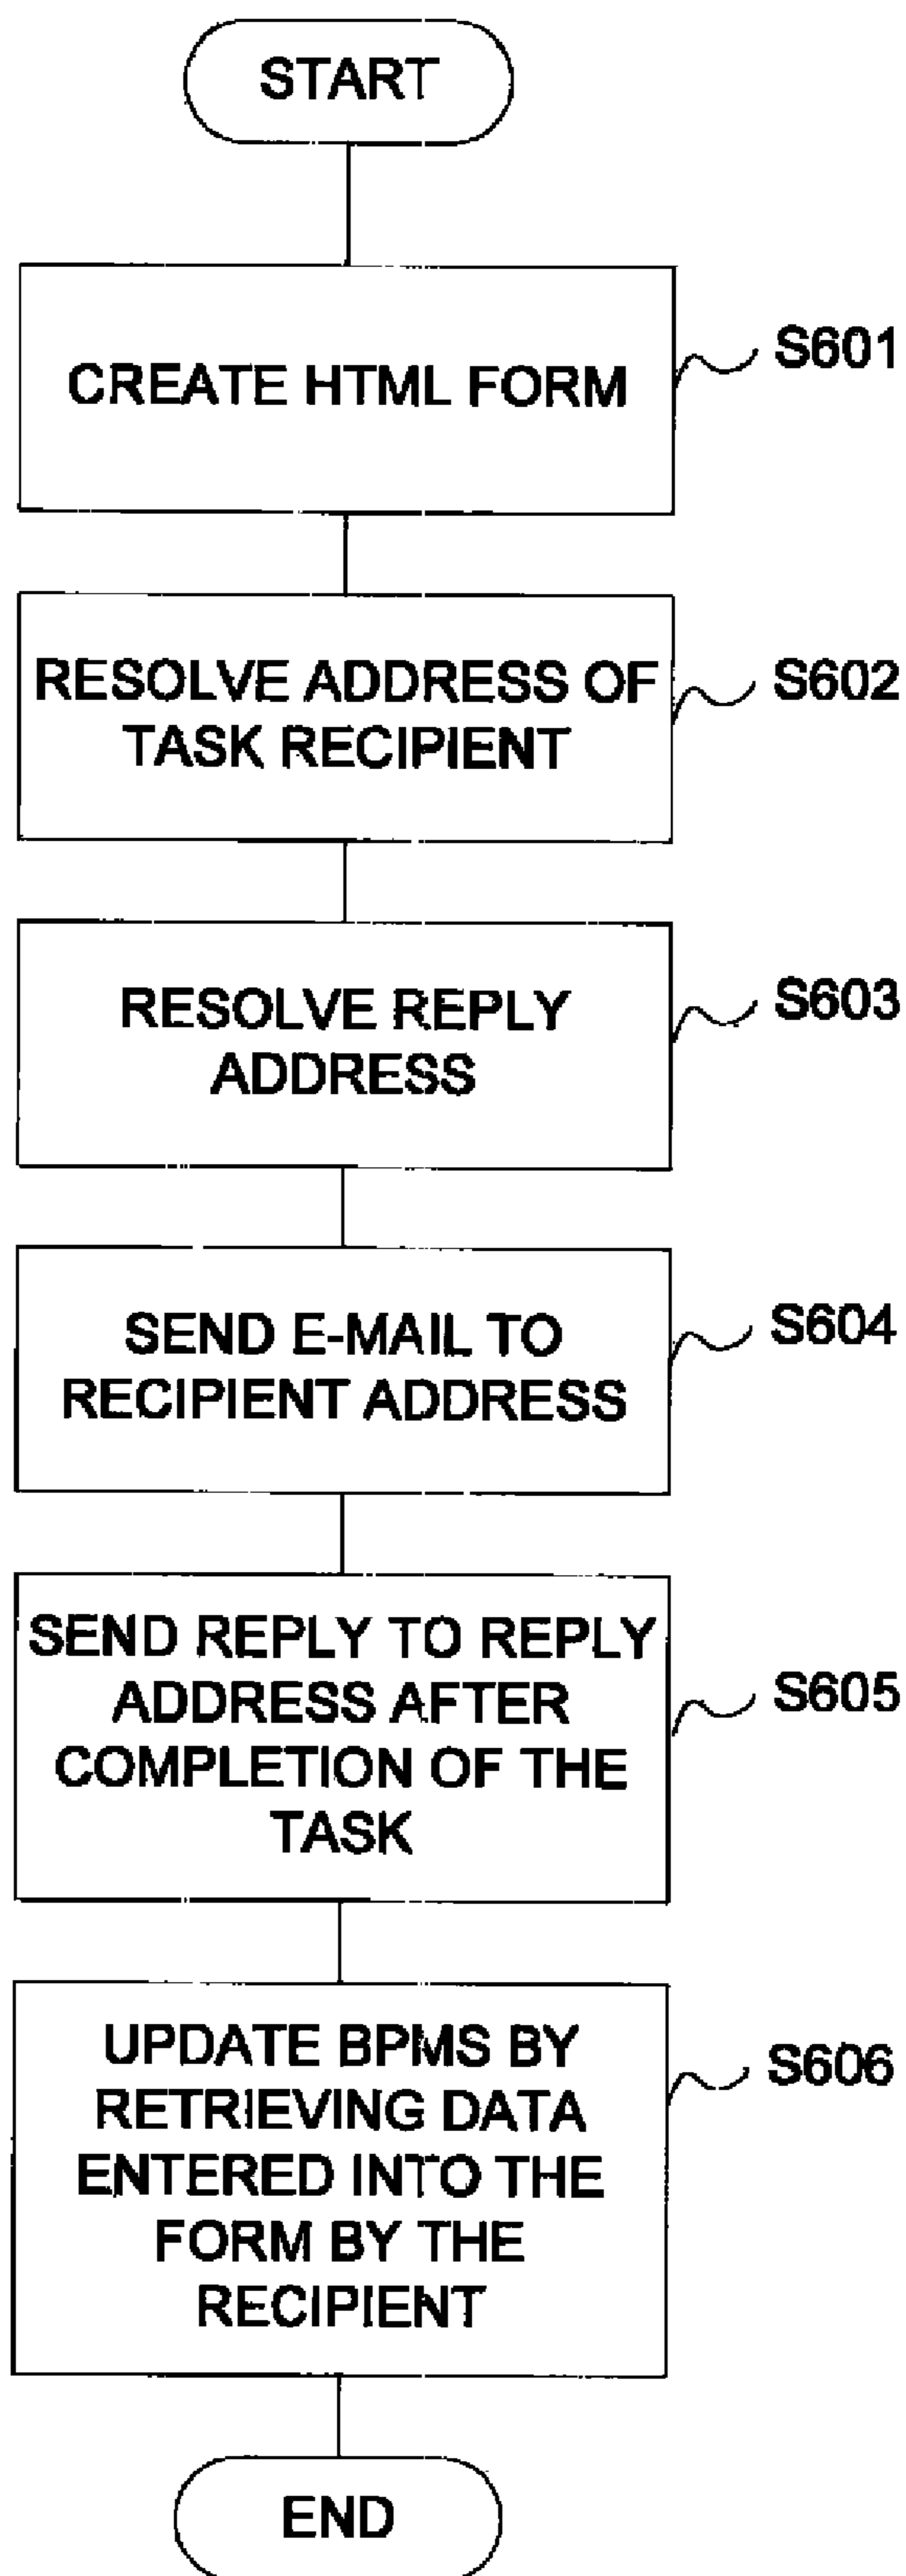 START
CREATE HTML FORM
S601
RESOLVE ADDRESS OF
TASK RECIPIENT
S602
RESOLVE REPLY
ADDRESS
S603
SEND E-MAIL TO
RECIPIENT ADDRESS
S604
SEND REPLY TO REPLY
ADDRESS AFTER
COMPLETION OF THE
TASK
S605
UPDATE BPMS BY
RETRIEVING DATA
ENTERED INTO THE
FORM BY THE
RECIPIENT
S606
END